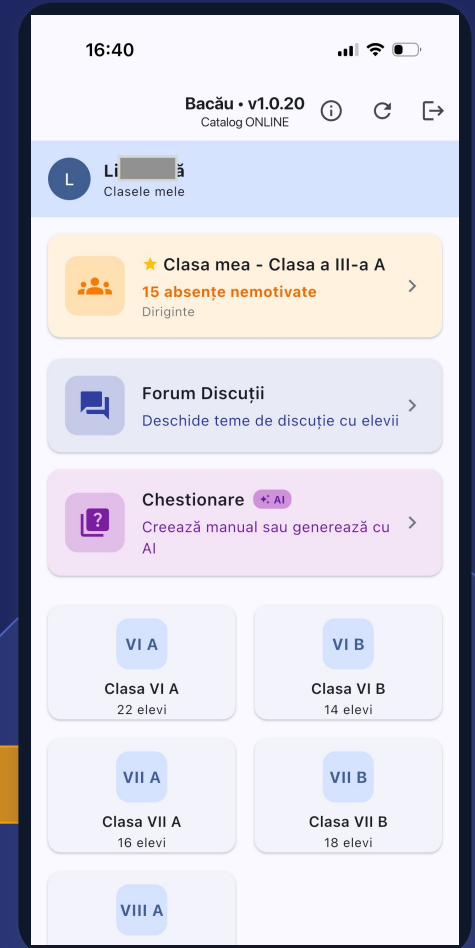 16:40
Bacău • v1.0.20
Catalog ONLINE
L
Li ă
Clasele mele
Clasa mea - Clasa a III-a A
15 absențe nemotivate
Diriginte
Forum Discuții
Deschide teme de discuție cu elevii
Chestionare AI
Creează manual sau generează cu
AI
VI A
Clasa VI A
22 elevi
VI B
Clasa VI B
14 elevi
VII A
Clasa VII A
16 elevi
VII B
Clasa VII B
18 elevi
VIII A